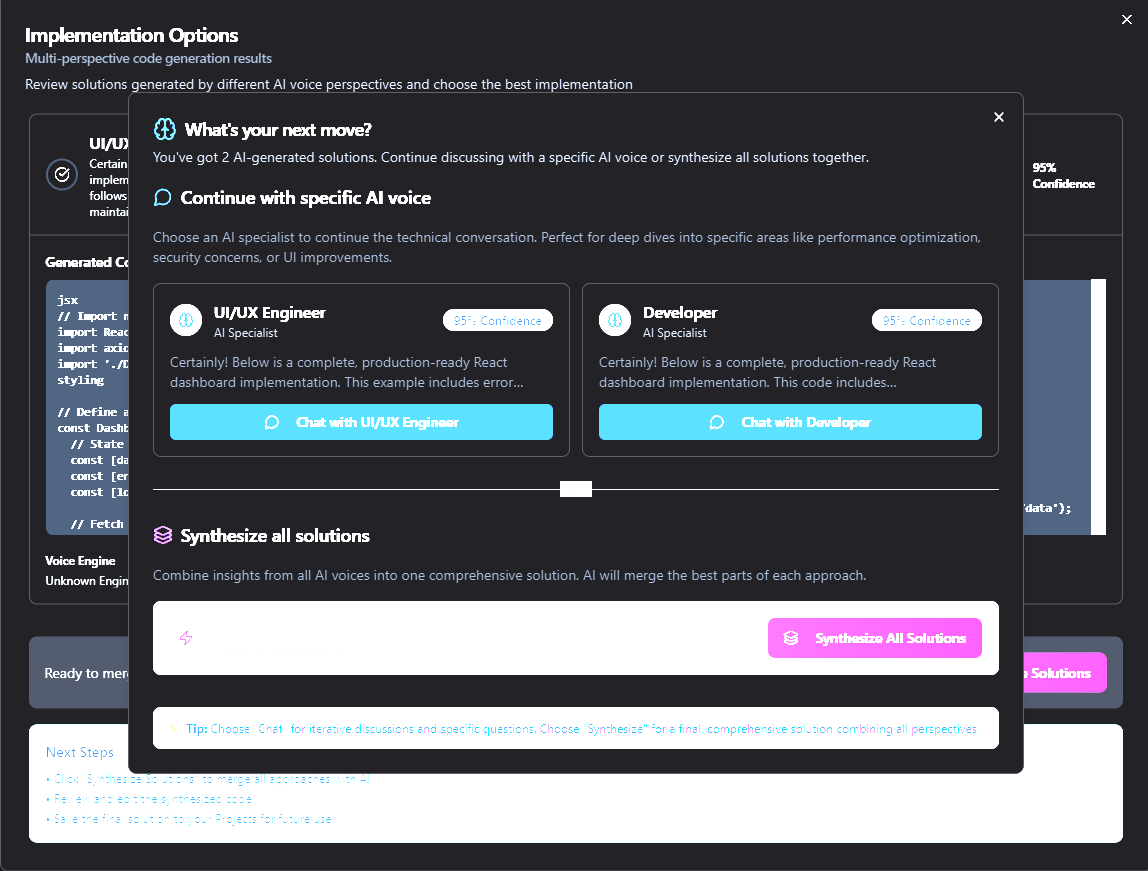 Implementation Options
Multi-perspective code generation results
Review solutions generated by different AI voice perspectives and choose the best implementation
UI/UX
Certain
implem
follows
maintai
95%
Confidence
Generated Co
jsx
// Import n
import Reac
import axio
import './D
styling
// Define a
const Dashb
// State
const [da
const [er
const [lo
// Fetch
/data');
Voice Engine
Unknown Engin
Ready to mer
Solutions
Next Steps
• Click "Synthesize Solutions" to merge all approaches with AI
• Review and edit the synthesized code
• Save the final solution to your Projects for future use
What's your next move?
You've got 2 AI-generated solutions. Continue discussing with a specific AI voice or synthesize all solutions together.
Continue with specific AI voice
Choose an AI specialist to continue the technical conversation. Perfect for deep dives into specific areas like performance optimization,
security concerns, or UI improvements.
UI/UX Engineer
AI Specialist
95% Confidence
Certainly! Below is a complete, production-ready React
dashboard implementation. This example includes error...
Chat with UI/UX Engineer
Developer
AI Specialist
95% Confidence
Certainly! Below is a complete, production-ready React
dashboard implementation. This code includes...
Chat with Developer
Synthesize all solutions
Combine insights from all AI voices into one comprehensive solution. AI will merge the best parts of each approach.
Synthesize All Solutions
Tip: Choose "Chat" for iterative discussions and specific questions. Choose "Synthesize" for a final, comprehensive solution combining all perspectives.